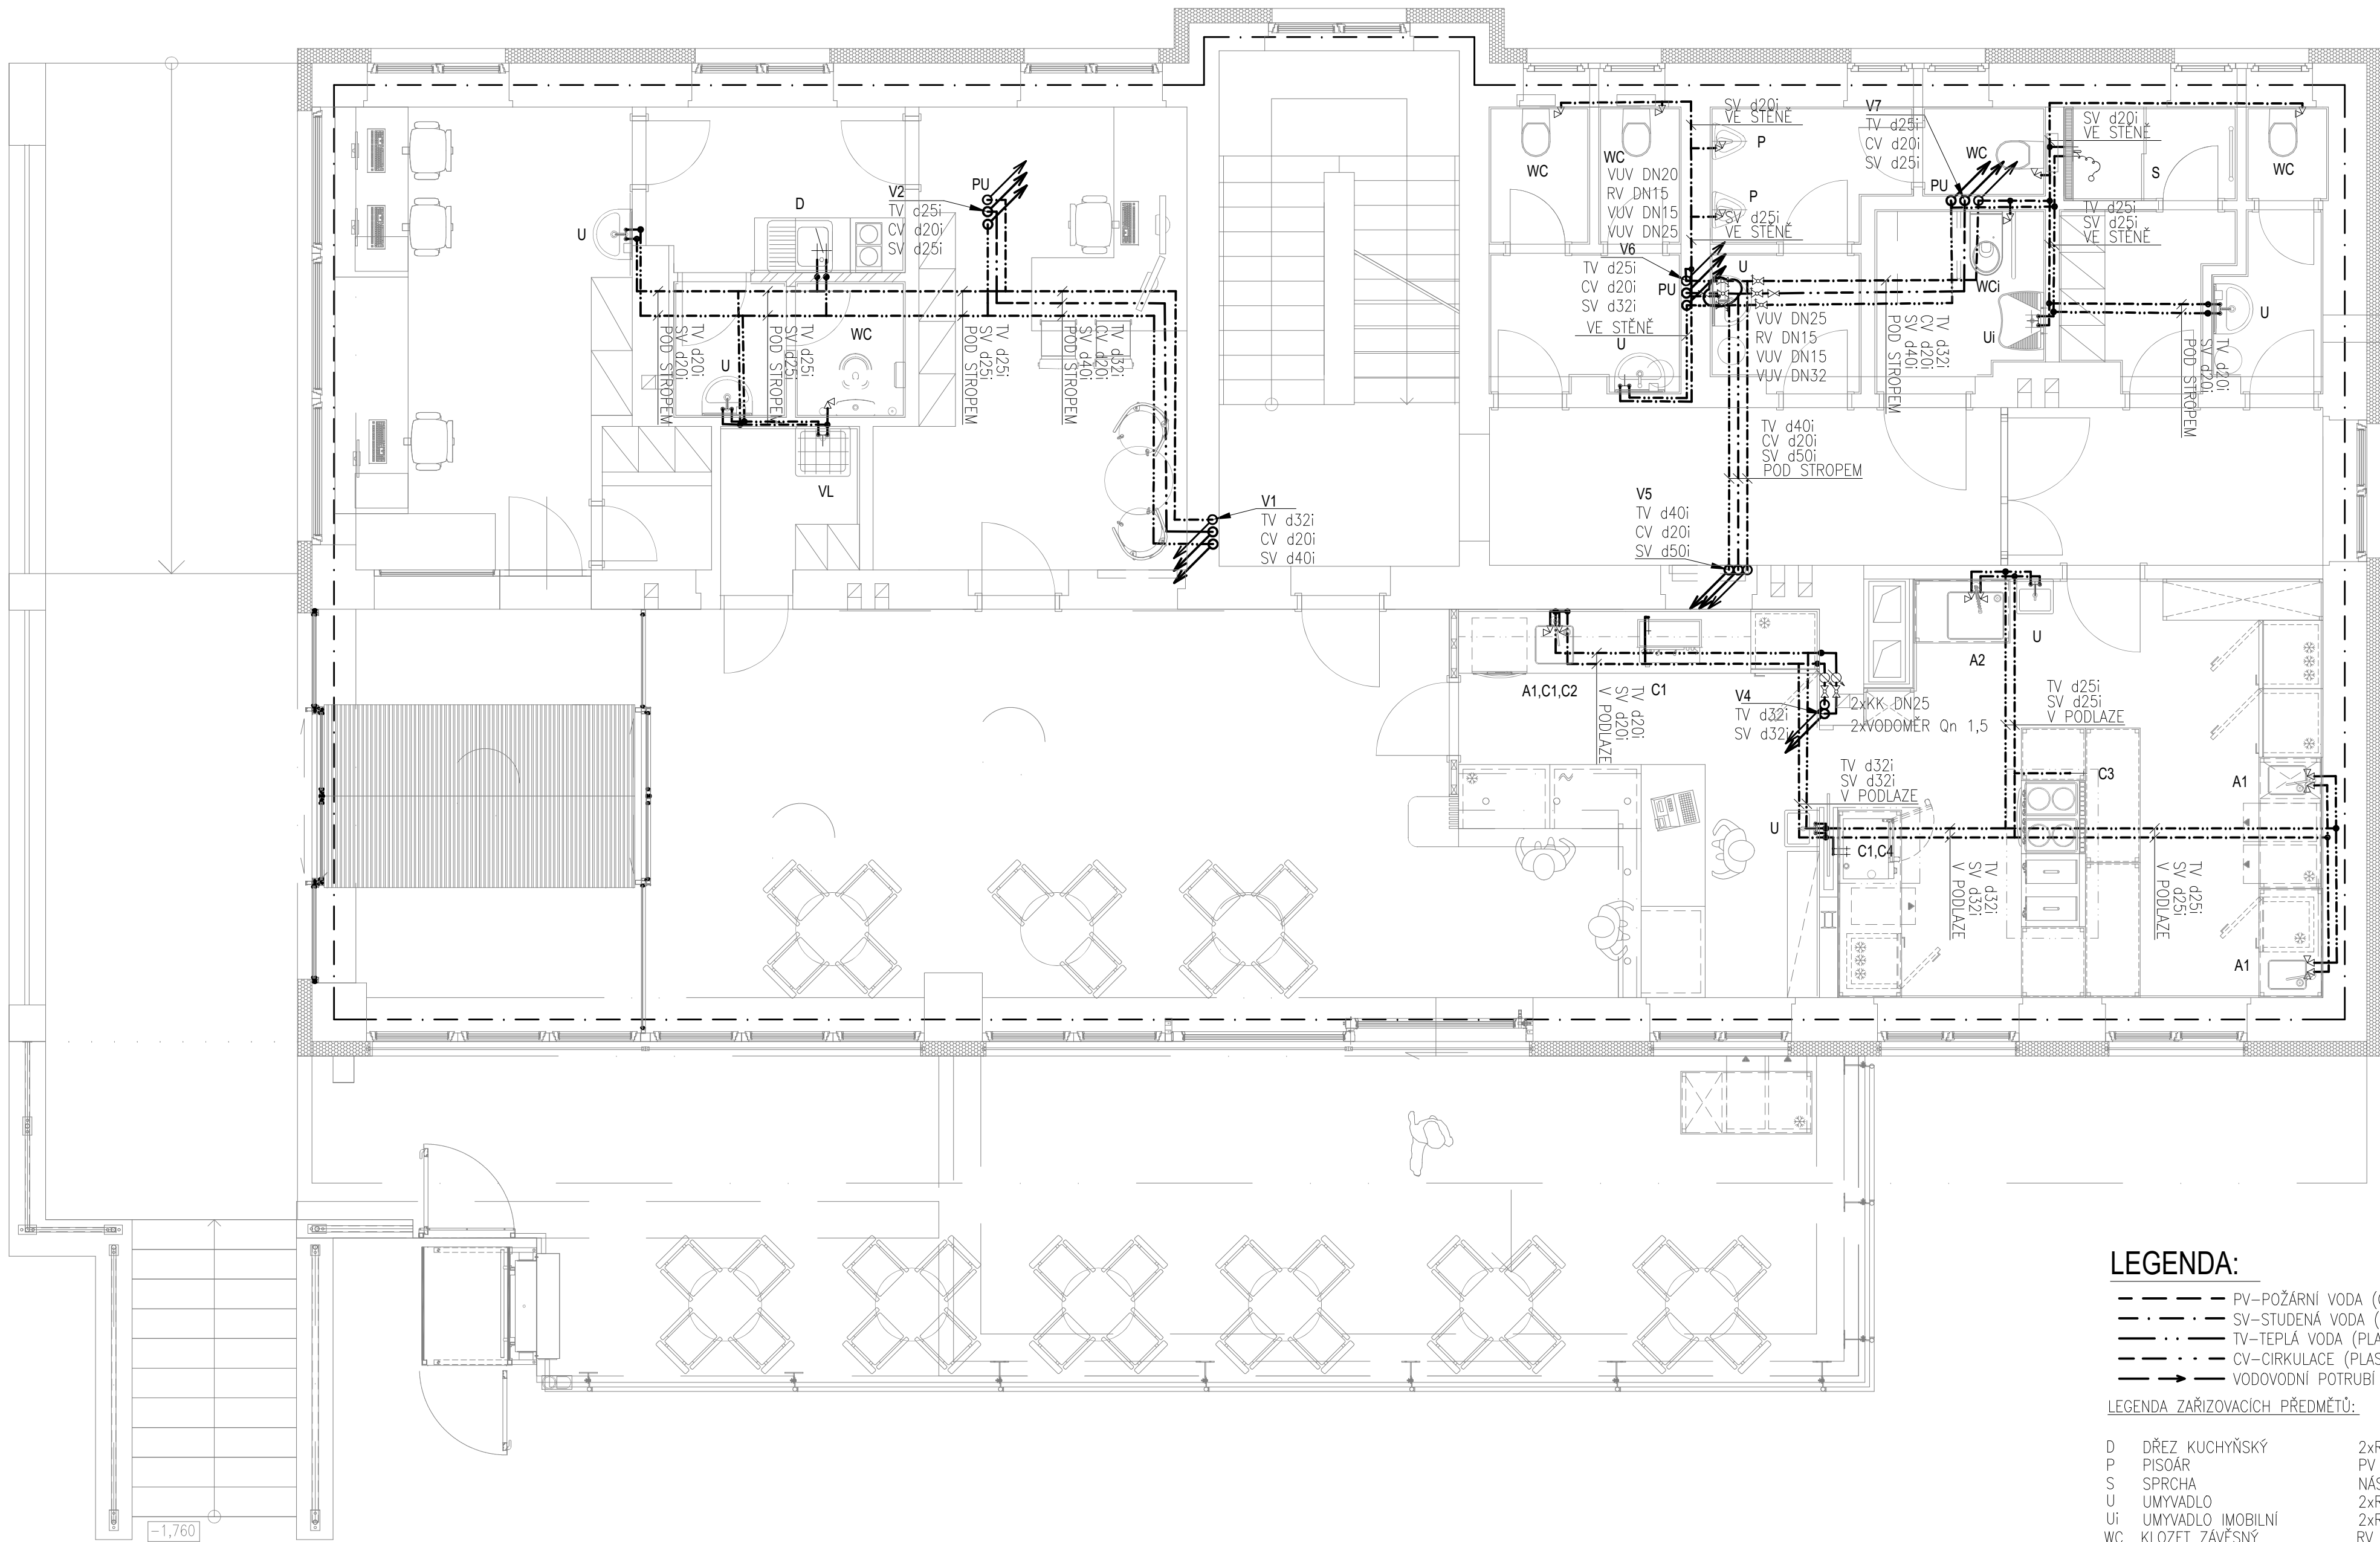 SV d20i
VE STĚNĚ
V7
TV d25i
CV d20i
SV d25i
SV d20i
VE STĚNĚ
P
WC
WC
WC
S
WC
VUV DN20
RV DN15
VUV DN15
VUV DN25
PU
V2
TV d25i
CV d20i
SV d25i
PU
D
P
SV d25i
VE STĚNĚ
TV d25i
SV d25i
VE STĚNĚ
U
V6
TV d25i
CV d20i
SV d32i
PU
VE STĚNĚ
U
U
WCi
Ui
U
VUV DN25
RV DN15
VUV DN15
VUV DN32
TV d20i
SV d20i
POD STROPEM
U
TV d25i
SV d25i
POD STROPEM
WC
TV d25i
SV d25i
POD STROPEM
TV d32i
CV d20i
SV d40i
POD STROPEM
TV d32i
CV d20i
SV d40i
POD STROPEM
TV d20i
SV d20i
POD STROPEM
TV d40i
CV d20i
SV d50i
POD STROPEM
VL
V1
TV d32i
CV d20i
SV d40i
V5
TV d40i
CV d20i
SV d50i
A1,C1,C2
TV d20i
SV d20i
V PODLAZE
C1
V4
TV d32i
SV d32i
2xKK DN25
2xVODOMĚR Qn 1,5
A2
U
TV d25i
SV d25i
V PODLAZE
TV d32i
SV d32i
V PODLAZE
C3
A1
U
C1,C4
TV d32i
SV d32i
V PODLAZE
TV d25i
SV d25i
V PODLAZE
A1
-1,760
LEGENDA:
PV-POŽÁRNÍ VODA (
SV-STUDENÁ VODA (
TV-TEPLÁ VODA (PLA
CV-CIRKULACE (PLAS
VODOVODNÍ POTRUBÍ
LEGENDA ZAŘIZOVACÍCH PŘEDMĚTŮ:
D DŘEZ KUCHYŇSKÝ 2xR
P PISOÁR PV
S SPRCHA NÁS
U UMYVADLO 2xR
Ui UMYVADLO IMOBILNÍ 2xR
WC KLOZET ZÁVĚSNÝ RV